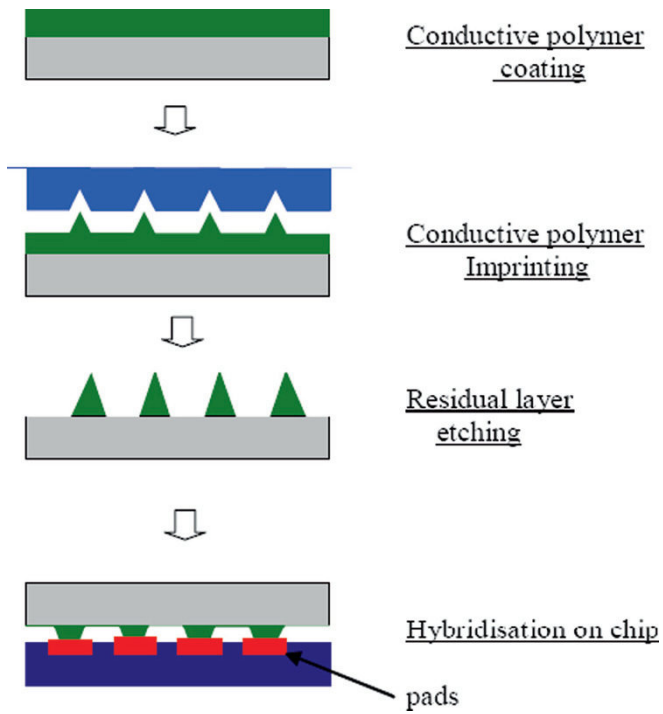 Conductive polymer
coating
Conductive polymer
Imprinting
Residual layer
etching
Hybridisation on chip
pads